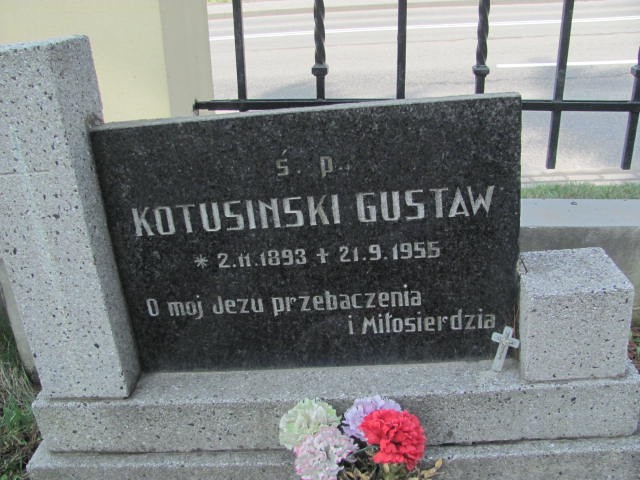 ś. p.
KOTUSINSKI GUSTAW
* 2.11.1893 + 21.9.1955
O moj Jezu przebaczenia
i Miłosierdzia